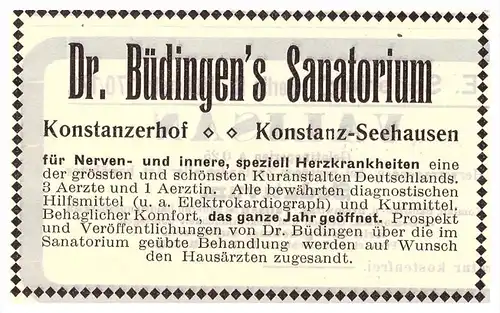 Dr. Büdingen's Sanatorium
Konstanzerhof ⋄ ⋄ Konstanz-Seehausen
für Nerven- und innere, speziell Herzkrankheiten eine
der grössten und schönsten Kuranstalten Deutschlands.
3 Aerzte und 1 Aerztin. Alle bewährten diagnostischen
Hilfsmittel (u. a. Elektrokardiograph) und Kurmittel.
Behaglicher Komfort, das ganze Jahr geöffnet. Prospekt
und Veröffentlichungen von Dr. Büdingen über die im
Sanatorium geübte Behandlung werden auf Wunsch
den Hausärzten zugesandt.